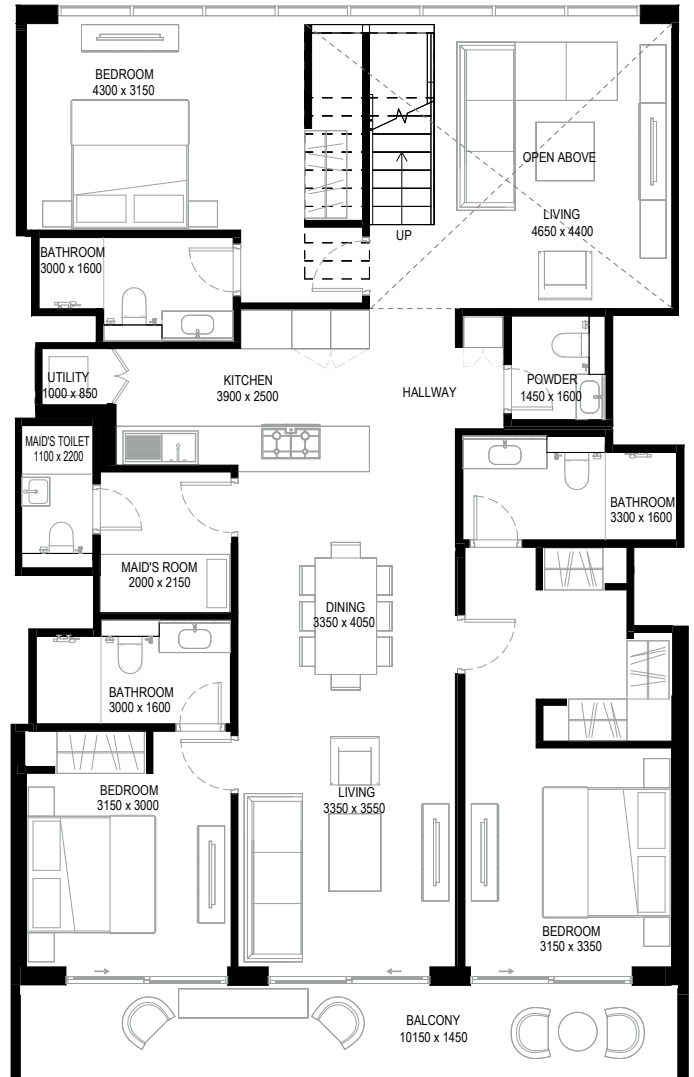 BEDROOM
4300 x 3150
OPEN ABOVE
LIVING
4650 x 4400
UP
BATHROOM
3000 x 1600
UTILITY
1000 x 850
KITCHEN
3900 x 2500
HALLWAY
POWDER
1450 x 1600
MAID'S TOILET
1100 x 2200
BATHROOM
3300 x 1600
MAID'S ROOM
2000 x 2150
DINING
3350 x 4050
BATHROOM
3000 x 1600
BEDROOM
3150 x 3000
LIVING
3350 x 3550
BEDROOM
3150 x 3350
BALCONY
10150 x 1450